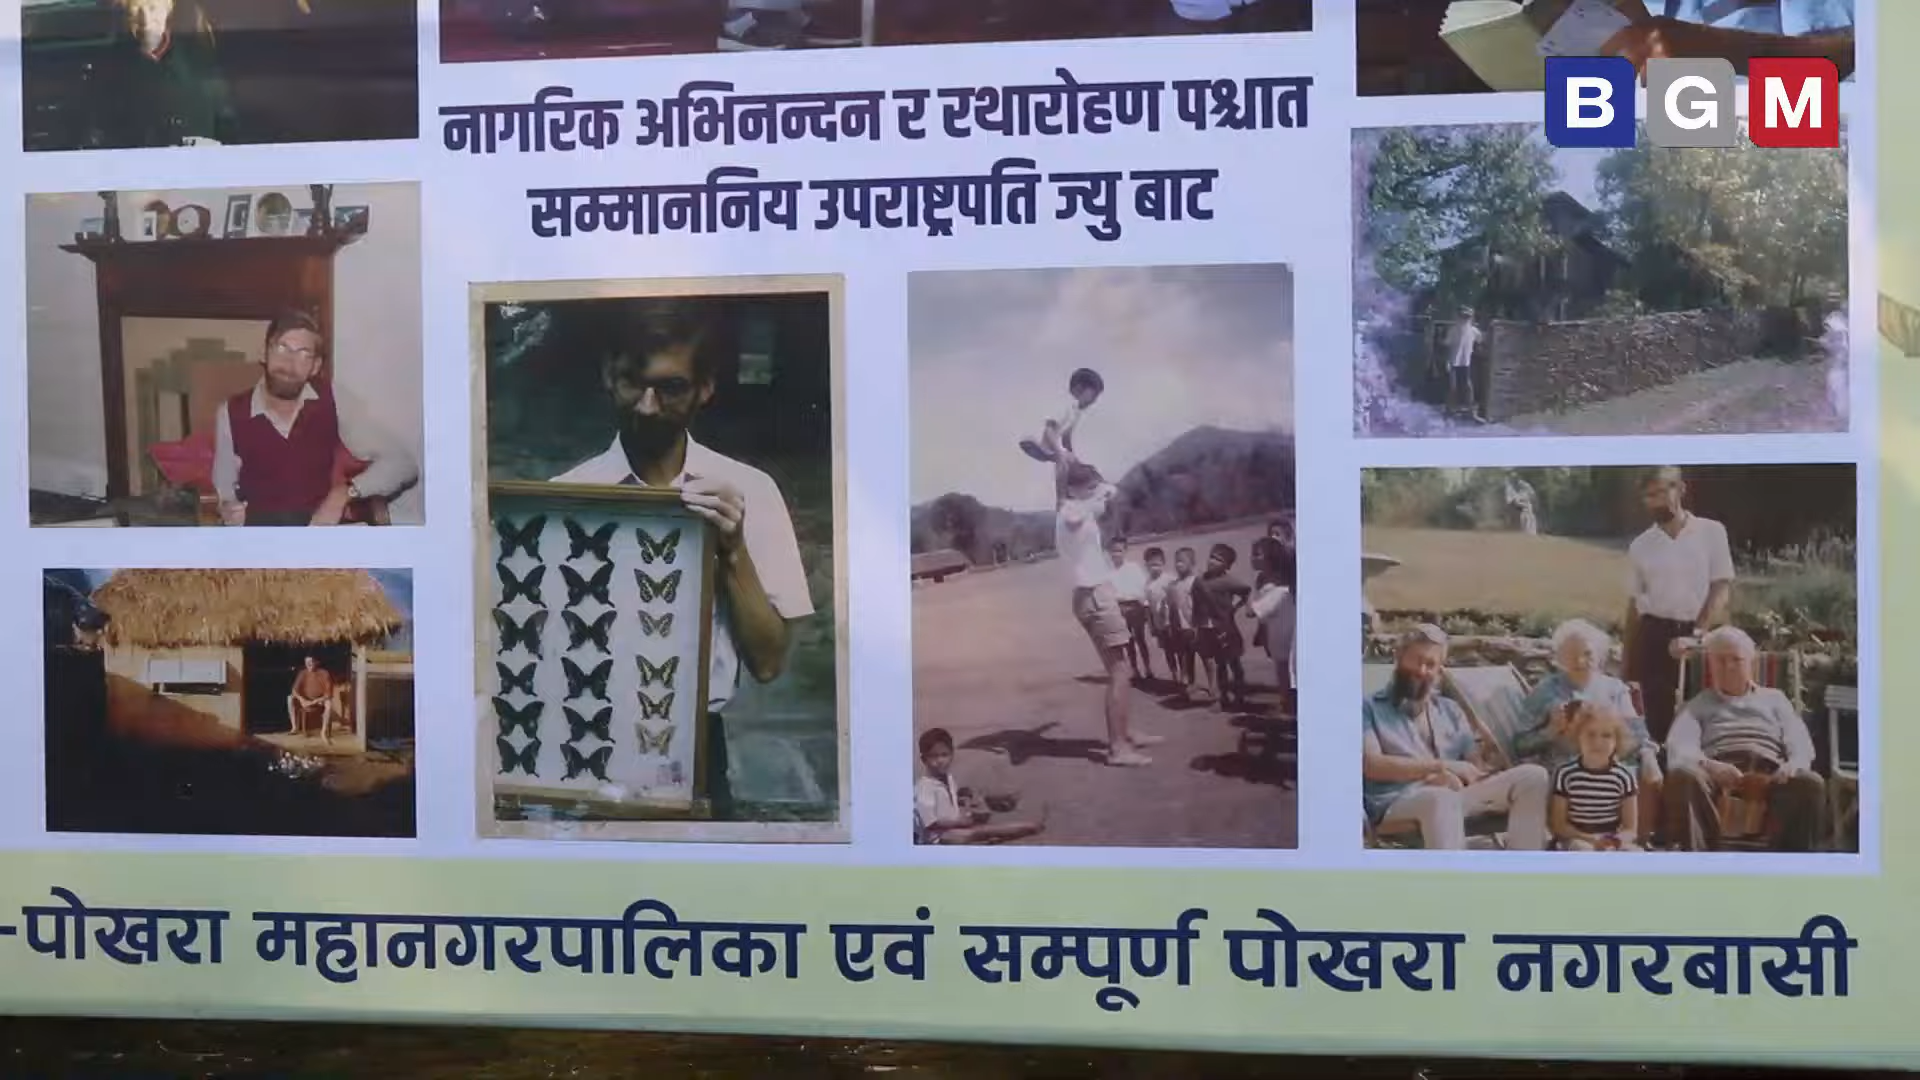 नागरिक अभिनन्दन र रथारोहण पश्चात
सम्माननिय उपराष्ट्रपति ज्यु बाट
BGM
-पोखरा महानगरपालिका एवं सम्पूर्ण पोखरा नगरबासी